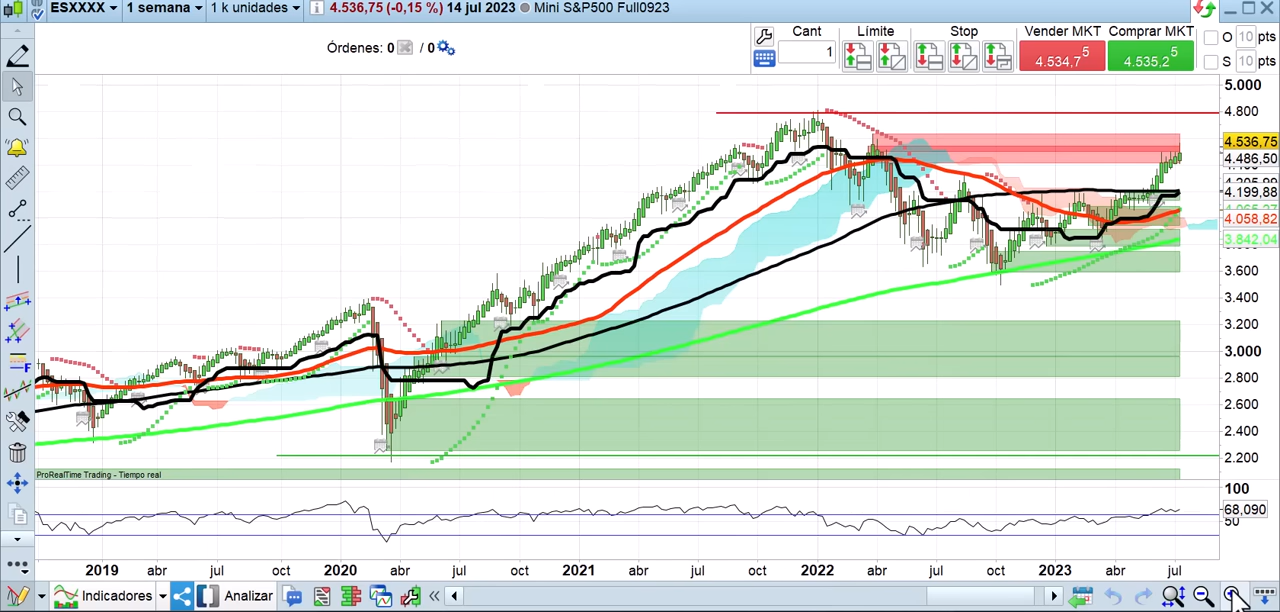 ESXXXX 1 semana 1 k unidades 4.536,75 (-0,15 %) 14 jul 2023 Mini S&P500 Full0923
Órdenes: 0 / 0
Cant Límite Stop Vender MKT Comprar MKT
1
4.534,7 5
4.535,2 5
O 10 pts
S 10 pts
5.000
4.800
4.536,75
4.486,50
4.199,88
4.058,82
3.842,04
3.600
3.400
3.200
3.000
2.800
2.600
2.400
2.200
ProRealTime Trading - Tiempo real
100
68,090
50
2019 abr jul oct 2020 abr jul oct 2021 abr jul oct 2022 abr jul oct 2023 abr jul
Indicadores Analizar